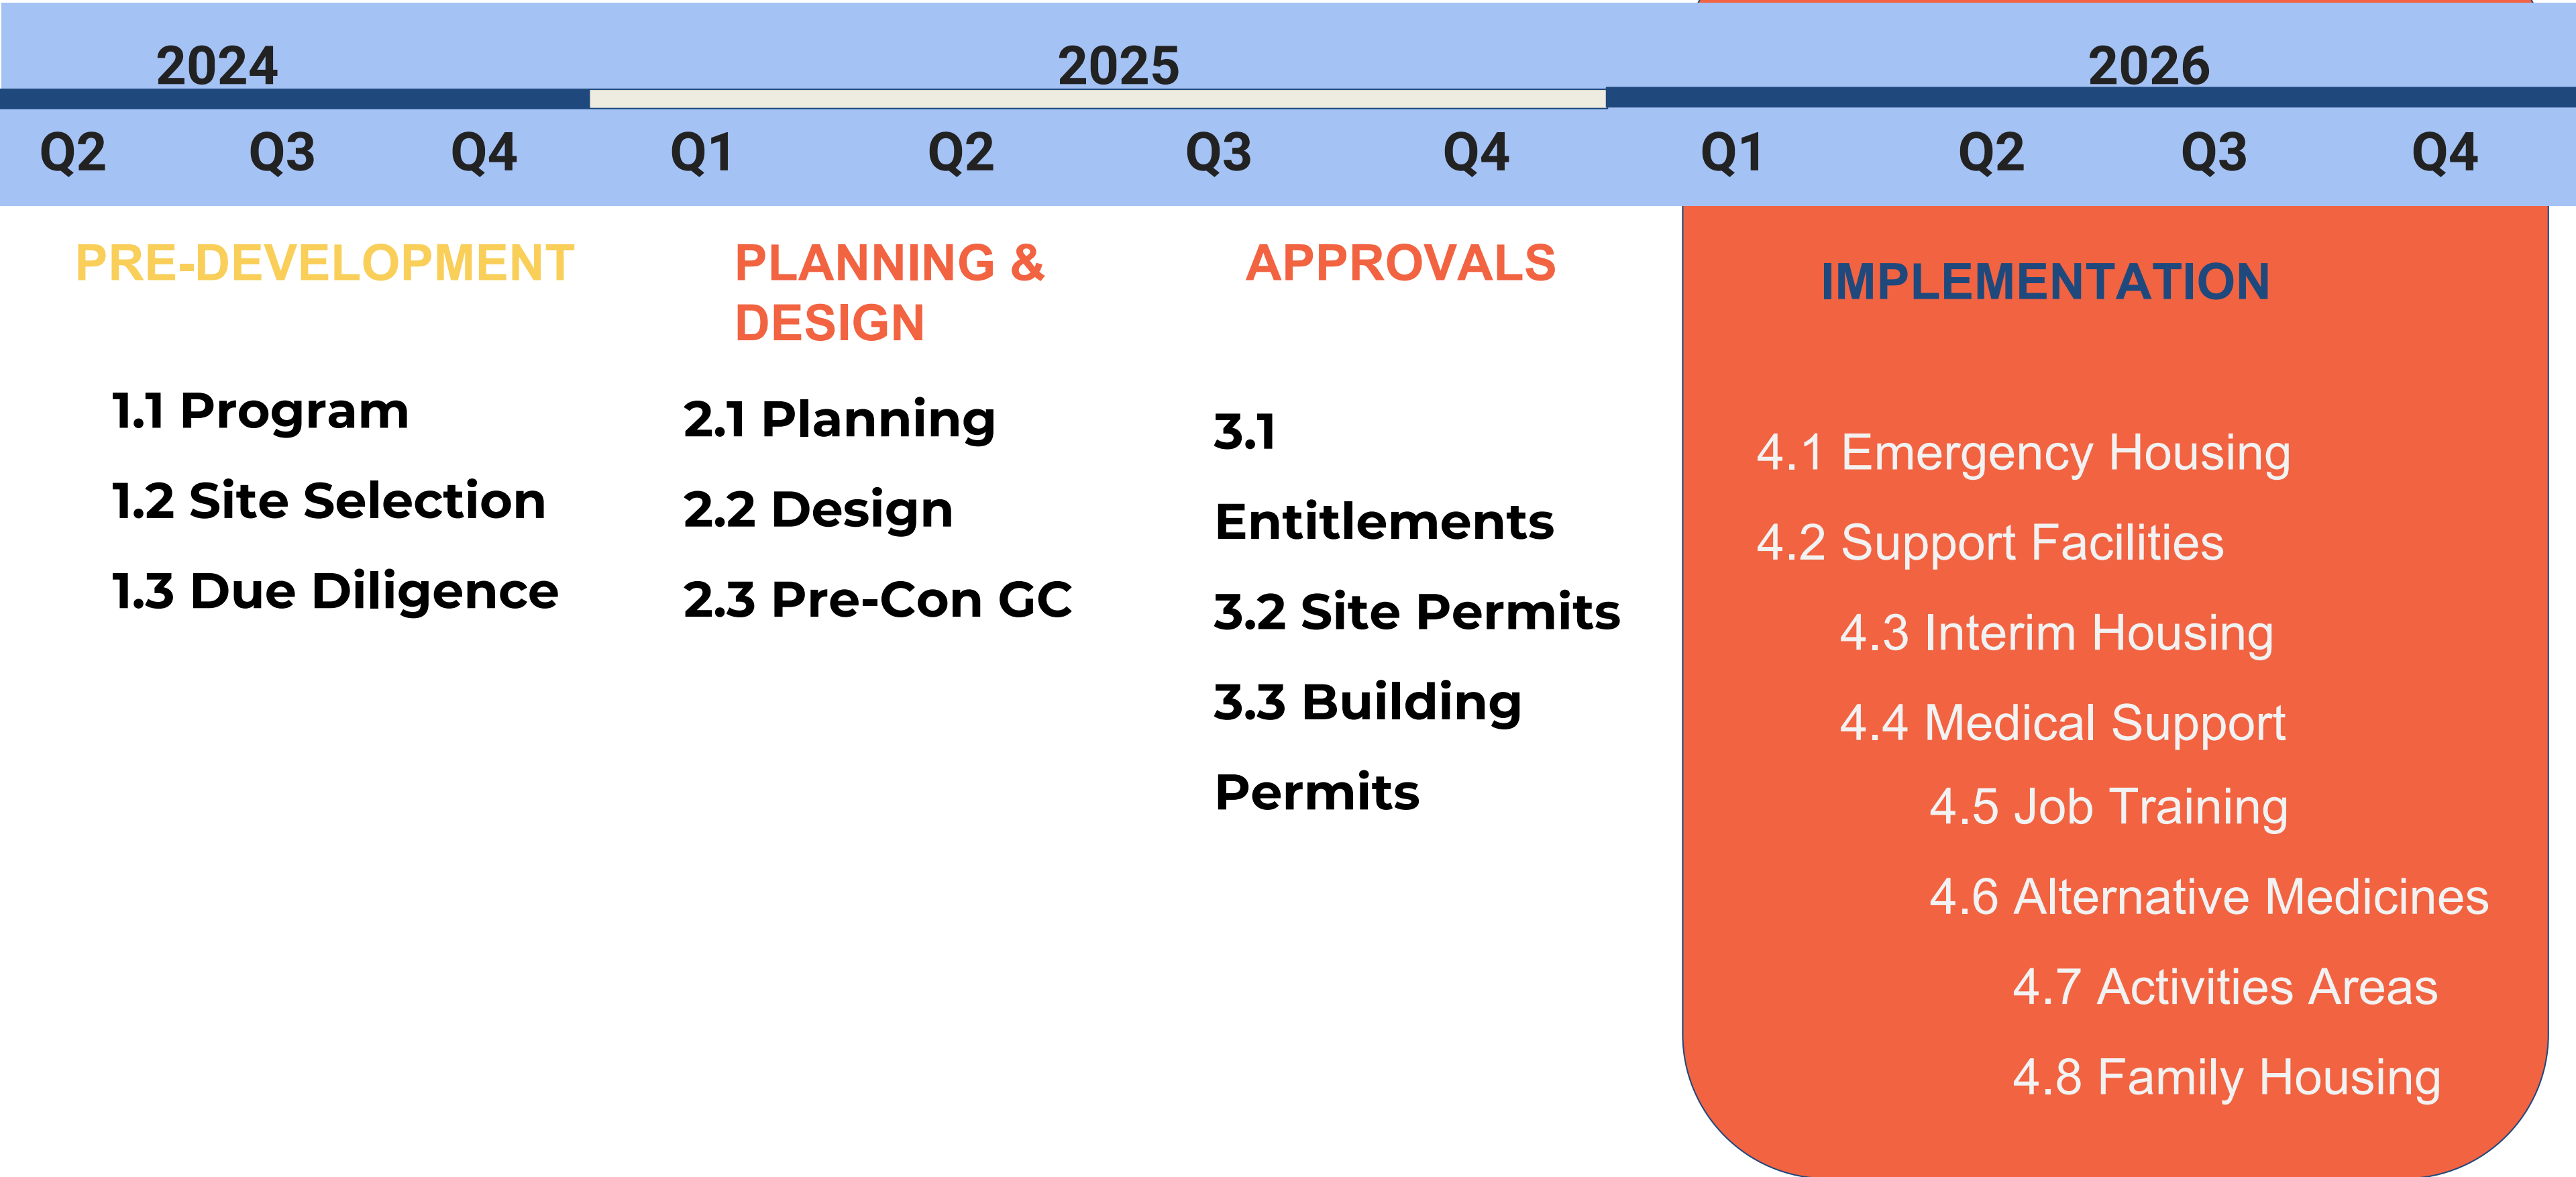 2024 2025 2026
Q2 Q3 Q4 Q1 Q2 Q3 Q4 Q1 Q2 Q3 Q4
PRE-DEVELOPMENT
1.1 Program
1.2 Site Selection
1.3 Due Diligence
PLANNING &
DESIGN
2.1 Planning
2.2 Design
2.3 Pre-Con GC
APPROVALS
3.1
Entitlements
3.2 Site Permits
3.3 Building
Permits
IMPLEMENTATION
4.1 Emergency Housing
4.2 Support Facilities
4.3 Interim Housing
4.4 Medical Support
4.5 Job Training
4.6 Alternative Medicines
4.7 Activities Areas
4.8 Family Housing